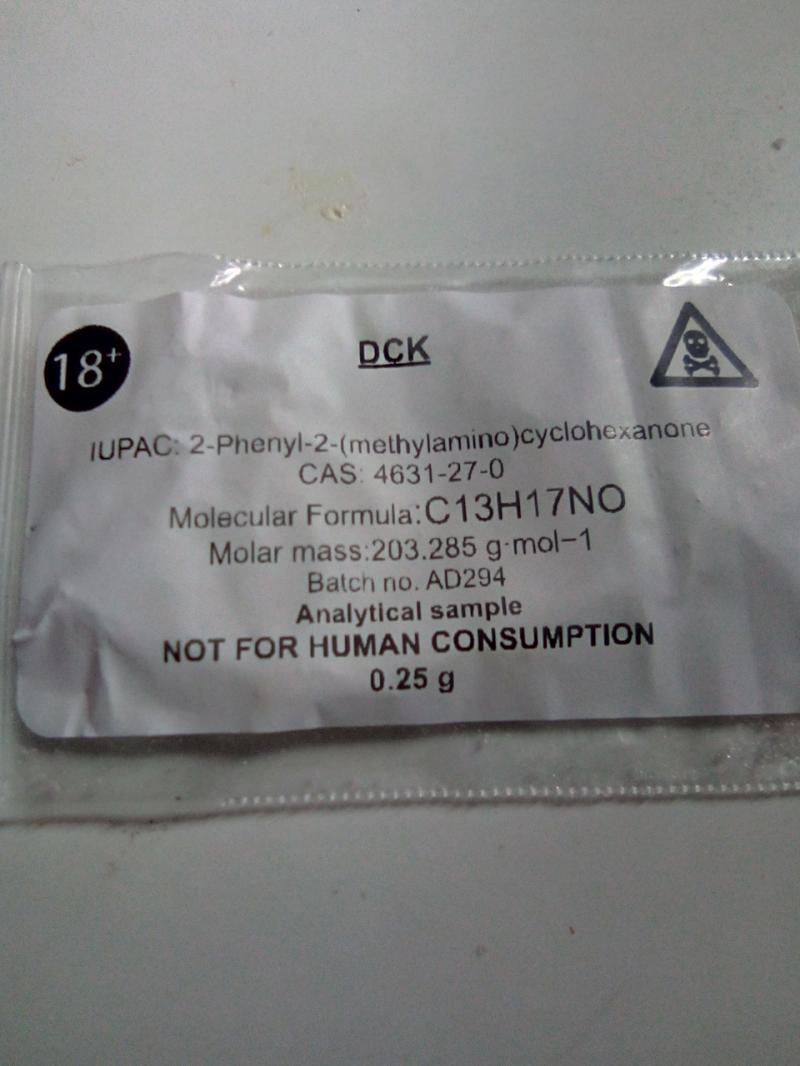 18+
DCK
IUPAC: 2-Phenyl-2-(methylamino)cyclohexanone
CAS: 4631-27-0
Molecular Formula:C13H17NO
Molar mass:203.285 g·mol−1
Batch no. AD294
Analytical sample
NOT FOR HUMAN CONSUMPTION
0.25 g